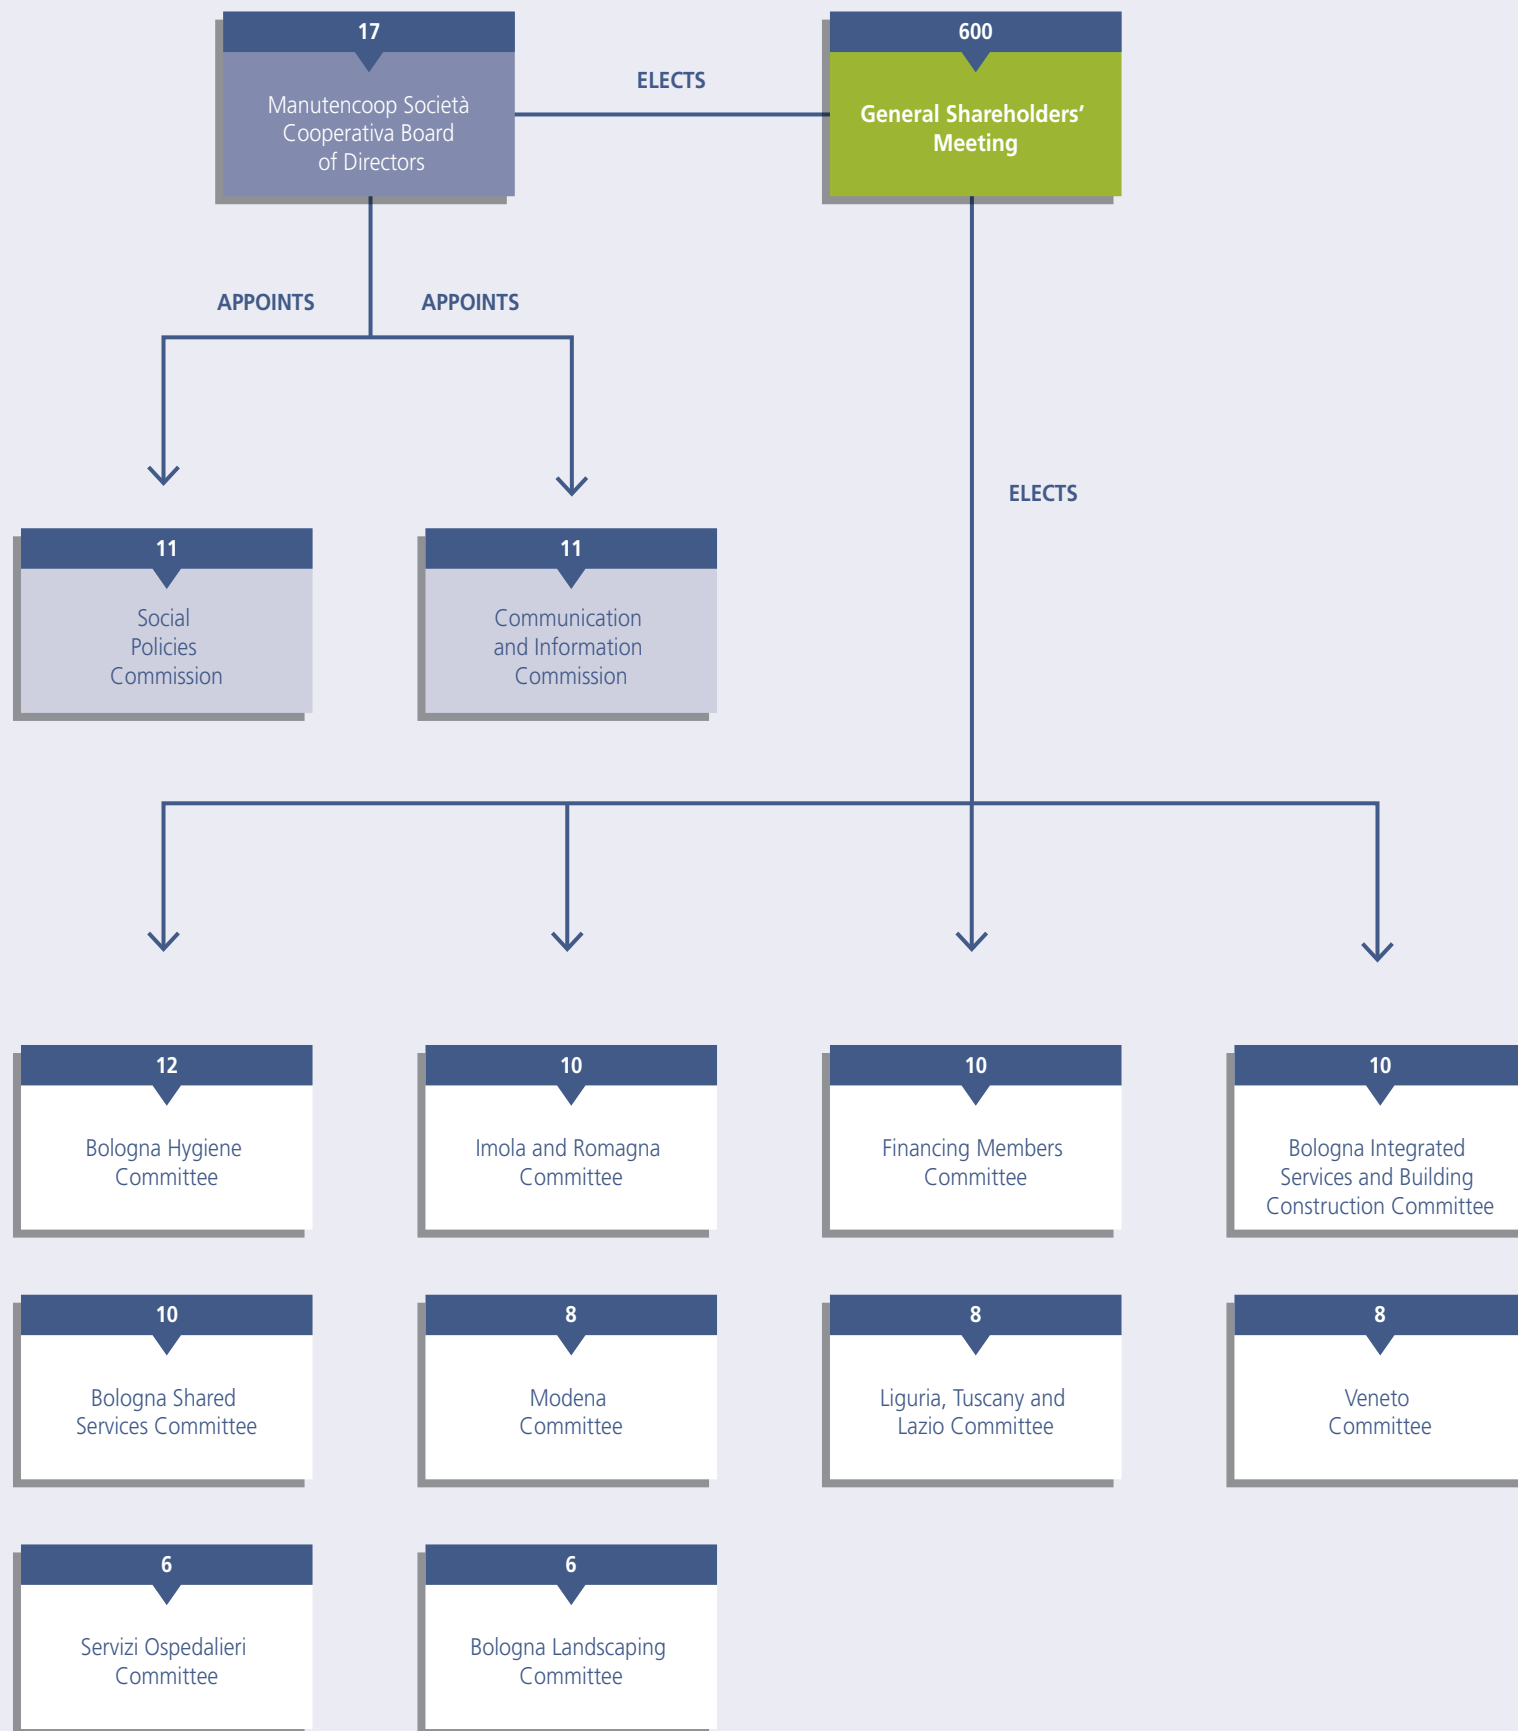 17
Manutencoop Società
Cooperativa Board
of Directors
ELECTS
600
General Shareholders’
Meeting
APPOINTS
APPOINTS
ELECTS
11
Social
Policies
Commission
11
Communication
and Information
Commission
12
Bologna Hygiene
Committee
10
Imola and Romagna
Committee
10
Financing Members
Committee
10
Bologna Integrated
Services and Building
Construction Committee
10
Bologna Shared
Services Committee
8
Modena
Committee
8
Liguria, Tuscany and
Lazio Committee
8
Veneto
Committee
6
Servizi Ospedalieri
Committee
6
Bologna Landscaping
Committee